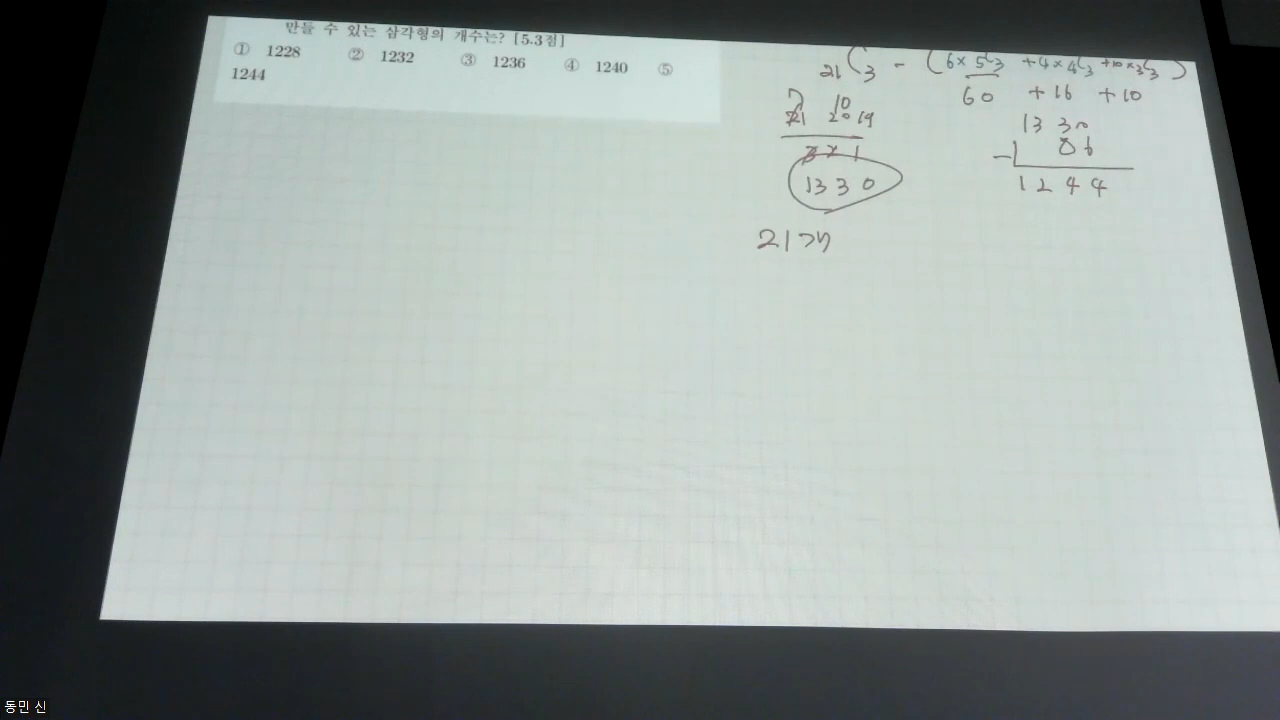 만들 수 있는 삼각형의 개수는? [5.3점]
① 1228 ② 1232 ③ 1236 ④ 1240 ⑤
1244
21C3 - (6×5C3 +4×4C3 +10×3C3)
60 +16 +10
7 10
21 20 19
3 2 1
1330
1330
- 86
1244
21개
동민 신